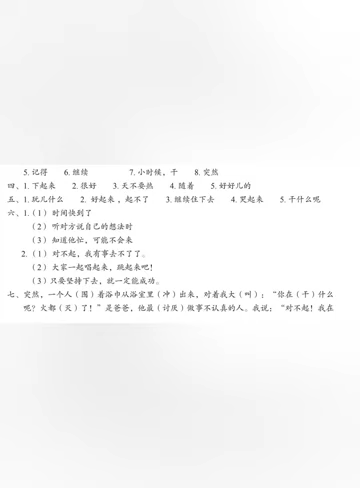 5. 记得 6. 继续 7. 小时候，干 8. 突然
四、1. 下起来 2. 很好 3. 天不要热 4. 随着 5. 好好儿的
五、1. 玩儿什么 2. 好起来，起不了 3. 继续住下去 4. 哭起来 5. 干什么呢
六、1.（1）时间快到了
（2）听对方说自己的想法时
（3）知道他忙，可能不会来
2.（1）对不起，我有事去不了了。
（2）大家一起唱起来，跳起来吧！
（3）只要坚持下去，就一定能成功。
七、突然，一个人（围）着浴巾从浴室里（冲）出来，对着我大（叫）：“你在（干）什么
呢？火都（灭）了！”是爸爸，他最（讨厌）做事不认真的人。我说：“对不起！我在